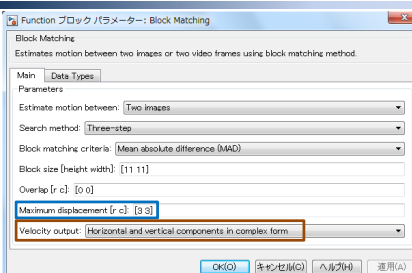 Function ブロック パラメーター: Block Matching
Block Matching
Estimates motion between two images or two video frames using block matching method.
Main Data Types
Parameters
Estimate motion between: Two images
Search method: Three-step
Block matching criteria: Mean absolute difference (MAD)
Block size [height width]: [11 11]
Overlap [r c]: [0 0]
Maximum displacement [r c]: [3 3]
Velocity output: Horizontal and vertical components in complex form
OK(O) キャンセル(C) ヘルプ(H) 適用(A)